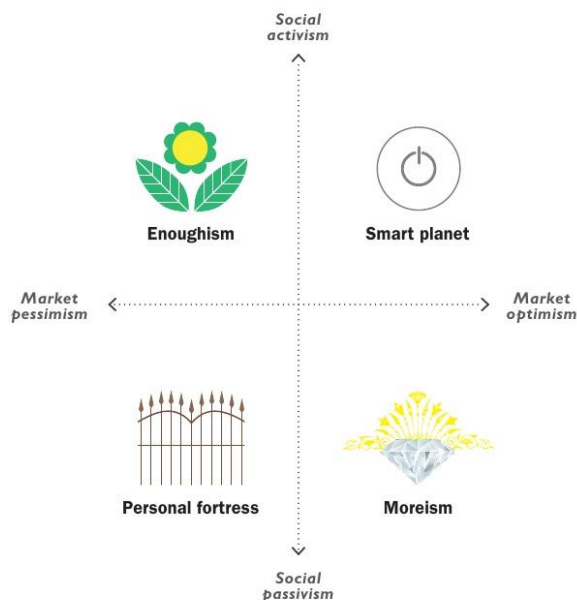 Social
activism
Enoughism
Smart planet
Market
pessimism
Market
optimism
Personal fortress
Moreism
Social
passivism